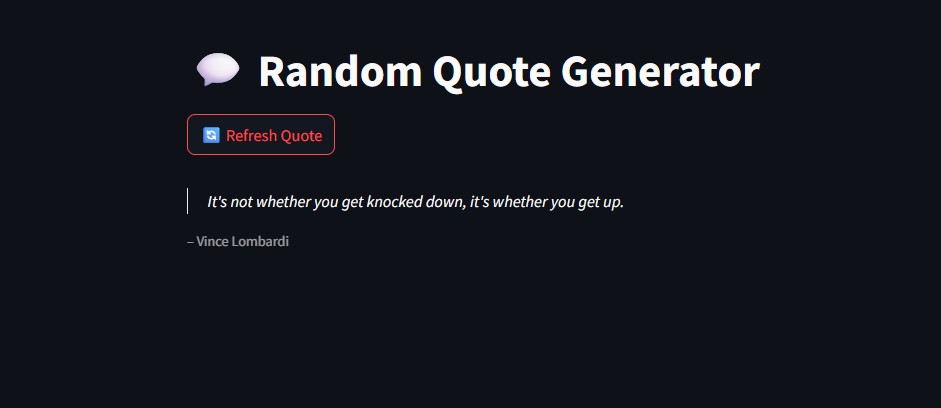 Random Quote Generator
Refresh Quote
It's not whether you get knocked down, it's whether you get up.
– Vince Lombardi